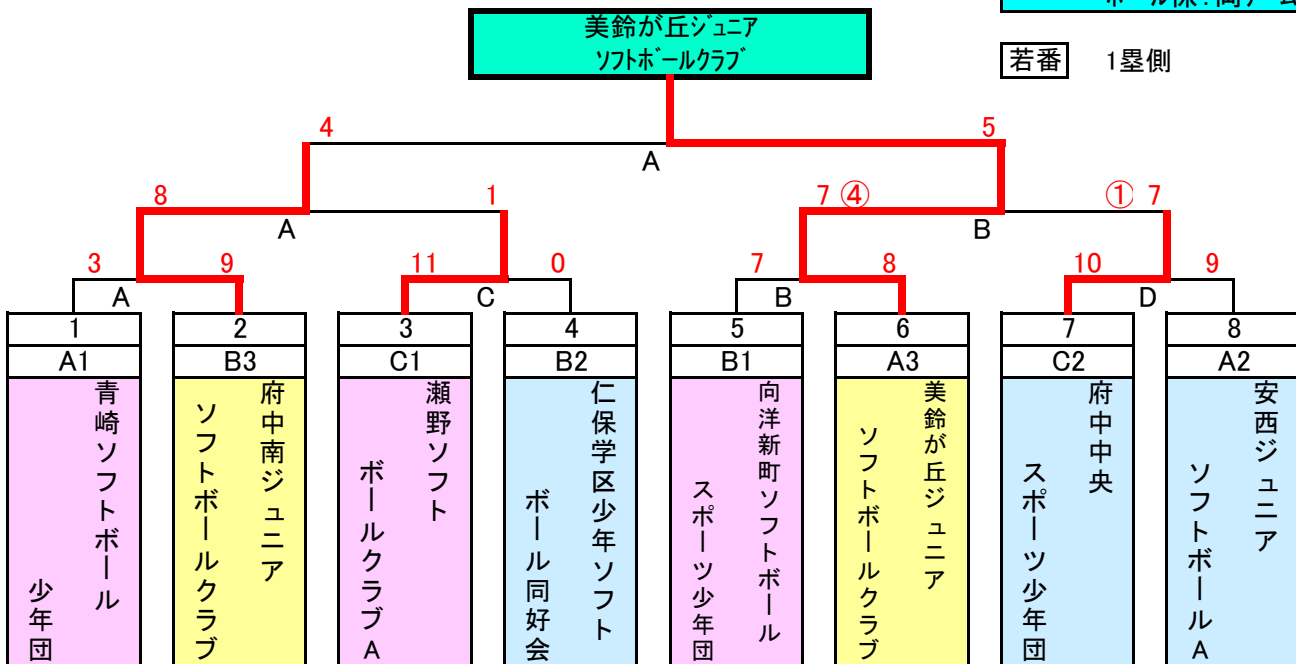 美鈴が丘ジュニア
ソフトボールクラブ
若番 1塁側
4 5
A
8 1 7 ④ ① 7
A B
3 9 11 0 7 8 10 9
A C B D
1 2 3 4 5 6 7 8
A1 B3 C1 B2 B1 A3 C2 A2
青崎ソフトボール
少年団
府中南ジュニア
ソフトボールクラブ
瀬野ソフト
ボールクラブA
仁保学区少年ソフト
ボール同好会
向洋新町ソフトボール
スポーツ少年団
美鈴が丘ジュニア
ソフトボールクラブ
府中中央
スポーツ少年団
安西ジュニア
ソフトボールA